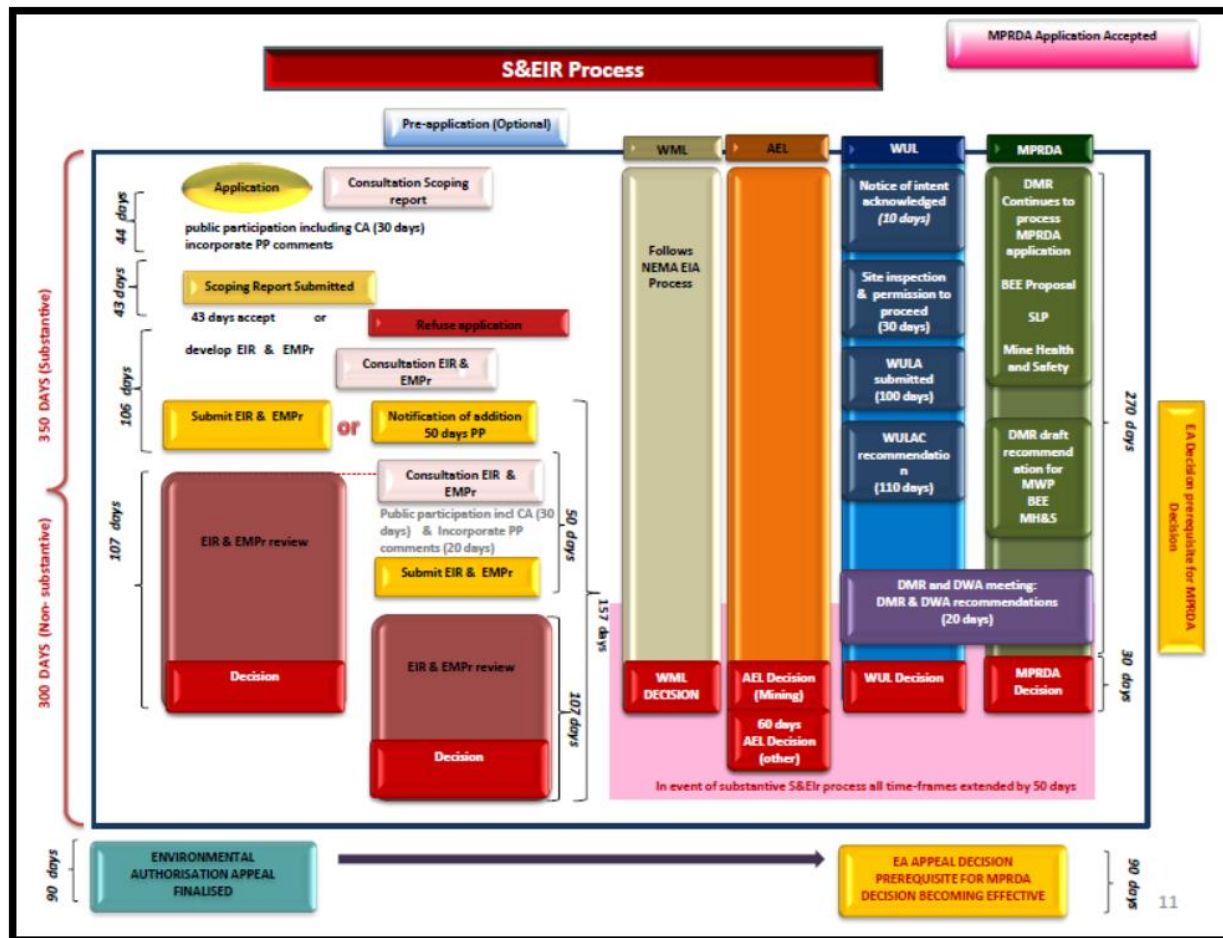 MPRDA Application Accepted
S&EIR Process
Pre-application (Optional)
WML
AEL
WUL
MPRDA
350 DAYS (Substantive)
300 DAYS (Non- substantive)
44 days
Application
Consultation Scoping
report
public participation including CA (30 days)
incorporate PP comments
43 days
Scoping Report Submitted
43 days accept or
Refuse application
develop EIR & EMPr
106 days
Consultation EIR &
EMPr
Submit EIR & EMPr
or
Notification of addition
50 days PP
107 days
EIR & EMPr review
Decision
Consultation EIR &
EMPr
Public participation incl CA (30
days) & Incorporate PP
comments (20 days)
Submit EIR & EMPr
50 days
157 days
EIR & EMPr review
Decision
107 days
Follows
NEMA EIA
Process
WML
DECISION
AEL Decision
(Mining)
60 days
AEL Decision
(other)
Notice of intent
acknowledged
(10 days)
Site inspection
& permission to
proceed
(30 days)
WULA
submitted
(100 days)
WULAC
recommendatio
n
(110 days)
DMR
Continues to
process
MPRDA
application
BEE Proposal
SLP
Mine Health
and Safety
DMR draft
recommend
ation for
MWP
BEE
MH&S
DMR and DWA meeting:
DMR & DWA recommendations
(20 days)
WUL Decision
MPRDA
Decision
270 days
30 days
EA Decision prerequisite for MPRDA
Decision
In event of substantive S&EIr process all time-frames extended by 50 days
90 days
ENVIRONMENTAL
AUTHORISATION APPEAL
FINALISED
EA APPEAL DECISION
PREREQUISITE FOR MPRDA
DECISION BECOMING EFFECTIVE
90 days
11